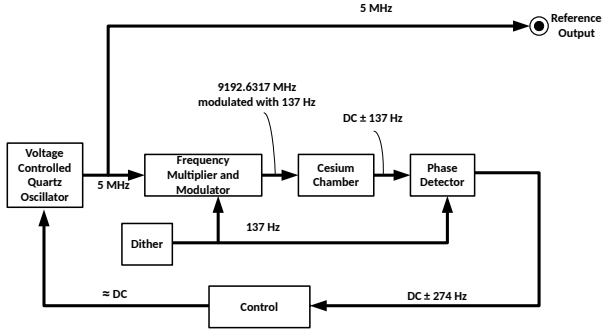 5 MHz
Reference
Output
9192.6317 MHz
modulated with 137 Hz
DC ± 137 Hz
Voltage
Controlled
Quartz
Oscillator
5 MHz
Frequency
Multiplier and
Modulator
Cesium
Chamber
Phase
Detector
Dither
137 Hz
≈ DC
Control
DC ± 274 Hz